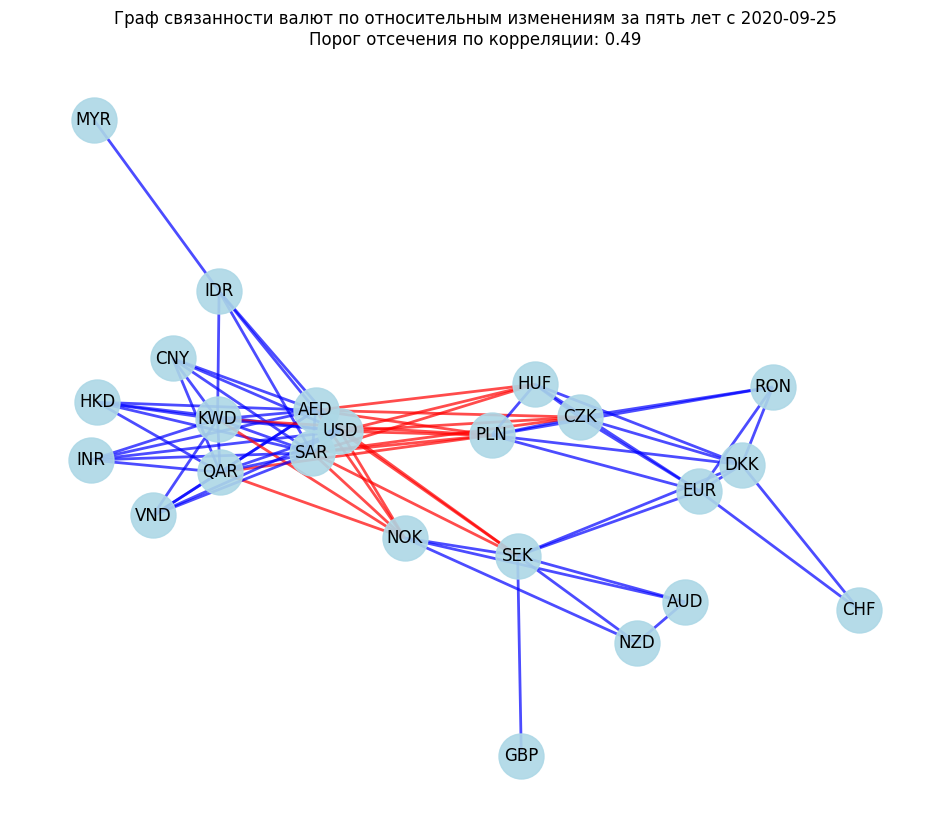 Граф связанности валют по относительным изменениям за пять лет с 2020-09-25
Порог отсечения по корреляции: 0.49
MYR
IDR
CNY
HUF
RON
HKD
AED
CZK
KWD
USD
PLN
SAR
INR
DKK
QAR
EUR
VND
NOK
SEK
AUD
CHF
NZD
GBP